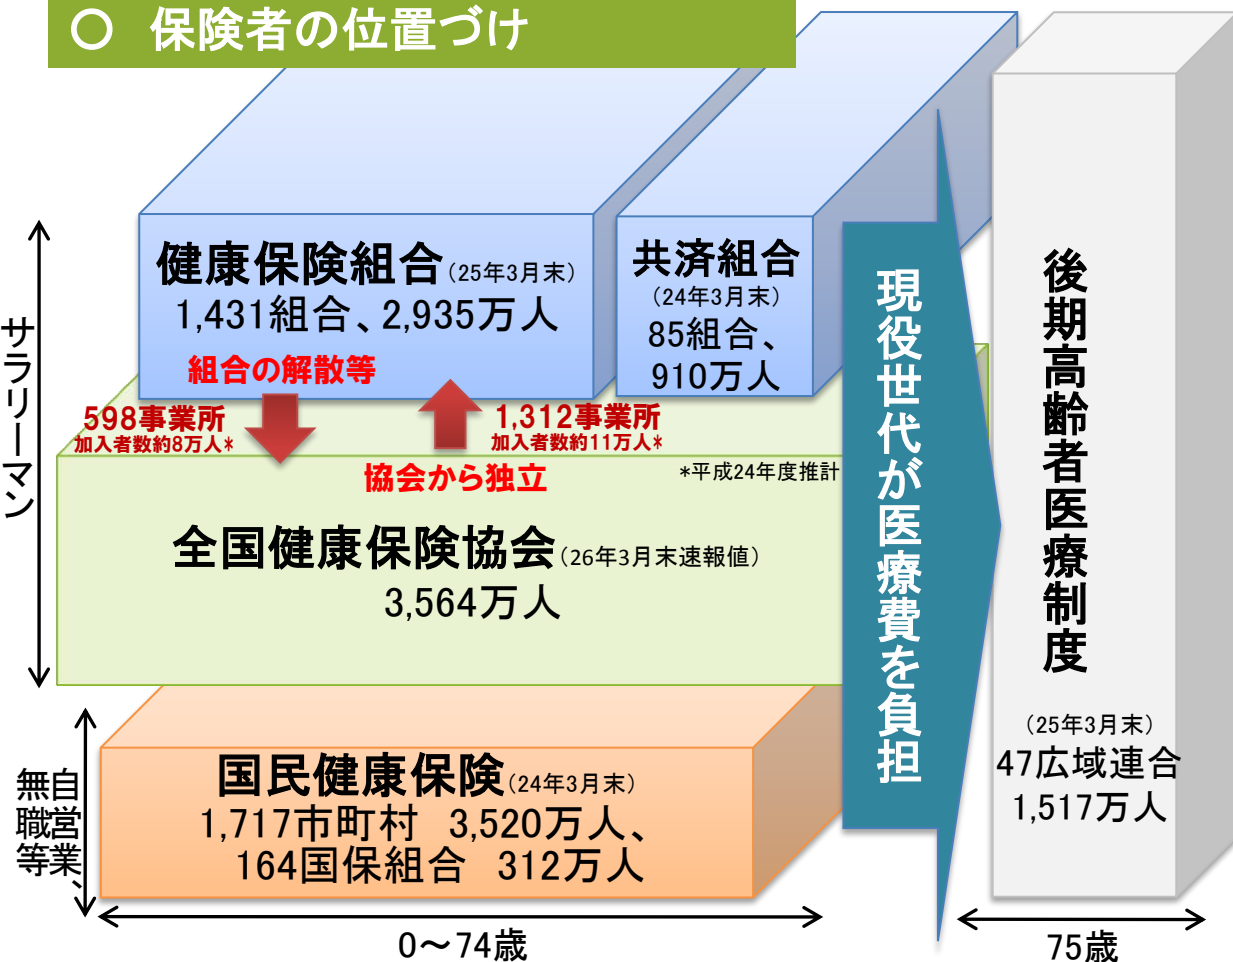 〇 保険者の位置づけ
健康保険組合(25年3月末)
1,431組合、2,935万人
共済組合
(24年3月末)
85組合、
910万人
組合の解散等
598事業所
加入者数約8万人*
1,312事業所
加入者数約11万人*
協会から独立
*平成24年度推計
全国健康保険協会(26年3月末速報値)
3,564万人
サラリーマン
国民健康保険(24年3月末)
1,717市町村 3,520万人、
164国保組合 312万人
自営業、
無職等
0～74歳
現役世代が医療費を負担
後期高齢者医療制度
(25年3月末)
47広域連合
1,517万人
75歳